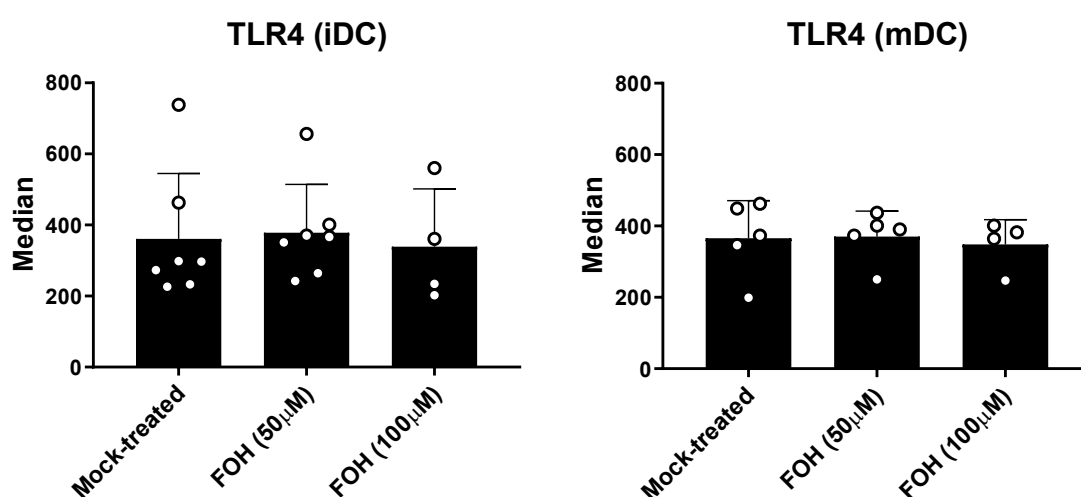 TLR4 (iDC)
Median
800
600
400
200
0
Mock-treated
FOH (50μM)
FOH (100μM)
TLR4 (mDC)
Median
800
600
400
200
0
Mock-treated
FOH (50μM)
FOH (100μM)